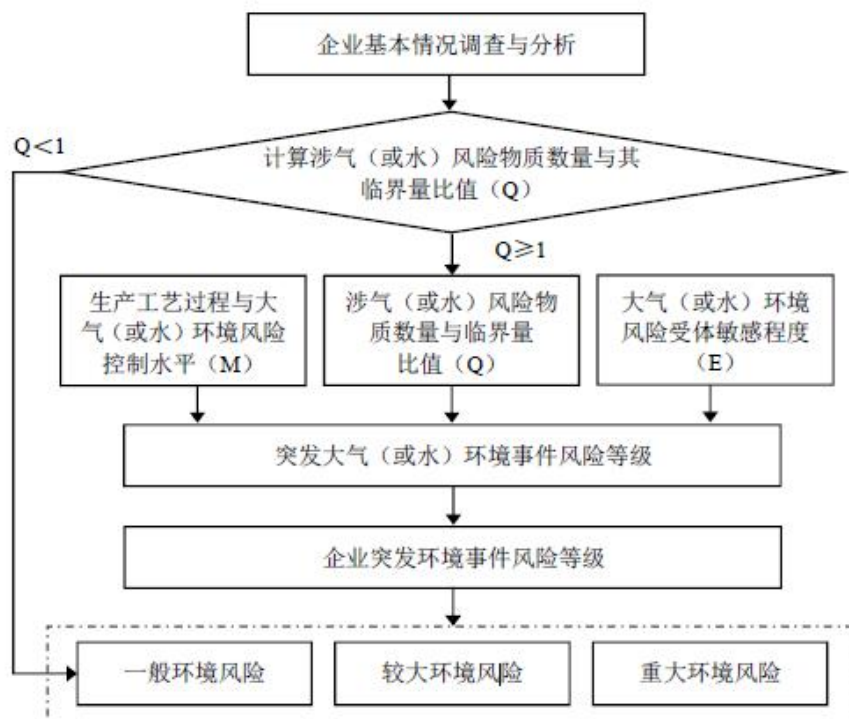 企业基本情况调查与分析
Q＜1
计算涉气（或水）风险物质数量与其
临界量比值（Q）
Q≥1
生产工艺过程与大
气（或水）环境风险
控制水平（M）
涉气（或水）风险物
质数量与临界量
比值（Q）
大气（或水）环境
风险受体敏感程度
（E）
突发大气（或水）环境事件风险等级
企业突发环境事件风险等级
一般环境风险
较大环境风险
重大环境风险